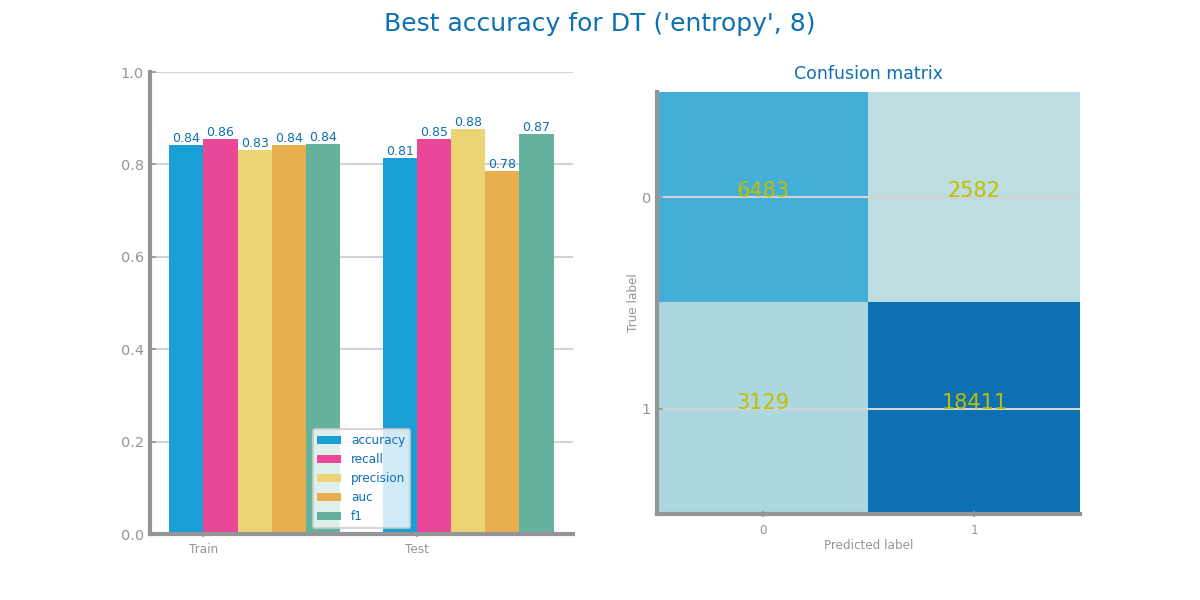 Best accuracy for DT ('entropy', 8)
1.0
0.8
0.6
0.4
0.2
0.0
0.84 0.86 0.83 0.84 0.84
0.81 0.85 0.88 0.78 0.87
accuracy
recall
precision
auc
f1
Train Test
Confusion matrix
True label
0
1
6483 2582
3129 18411
0 1
Predicted label